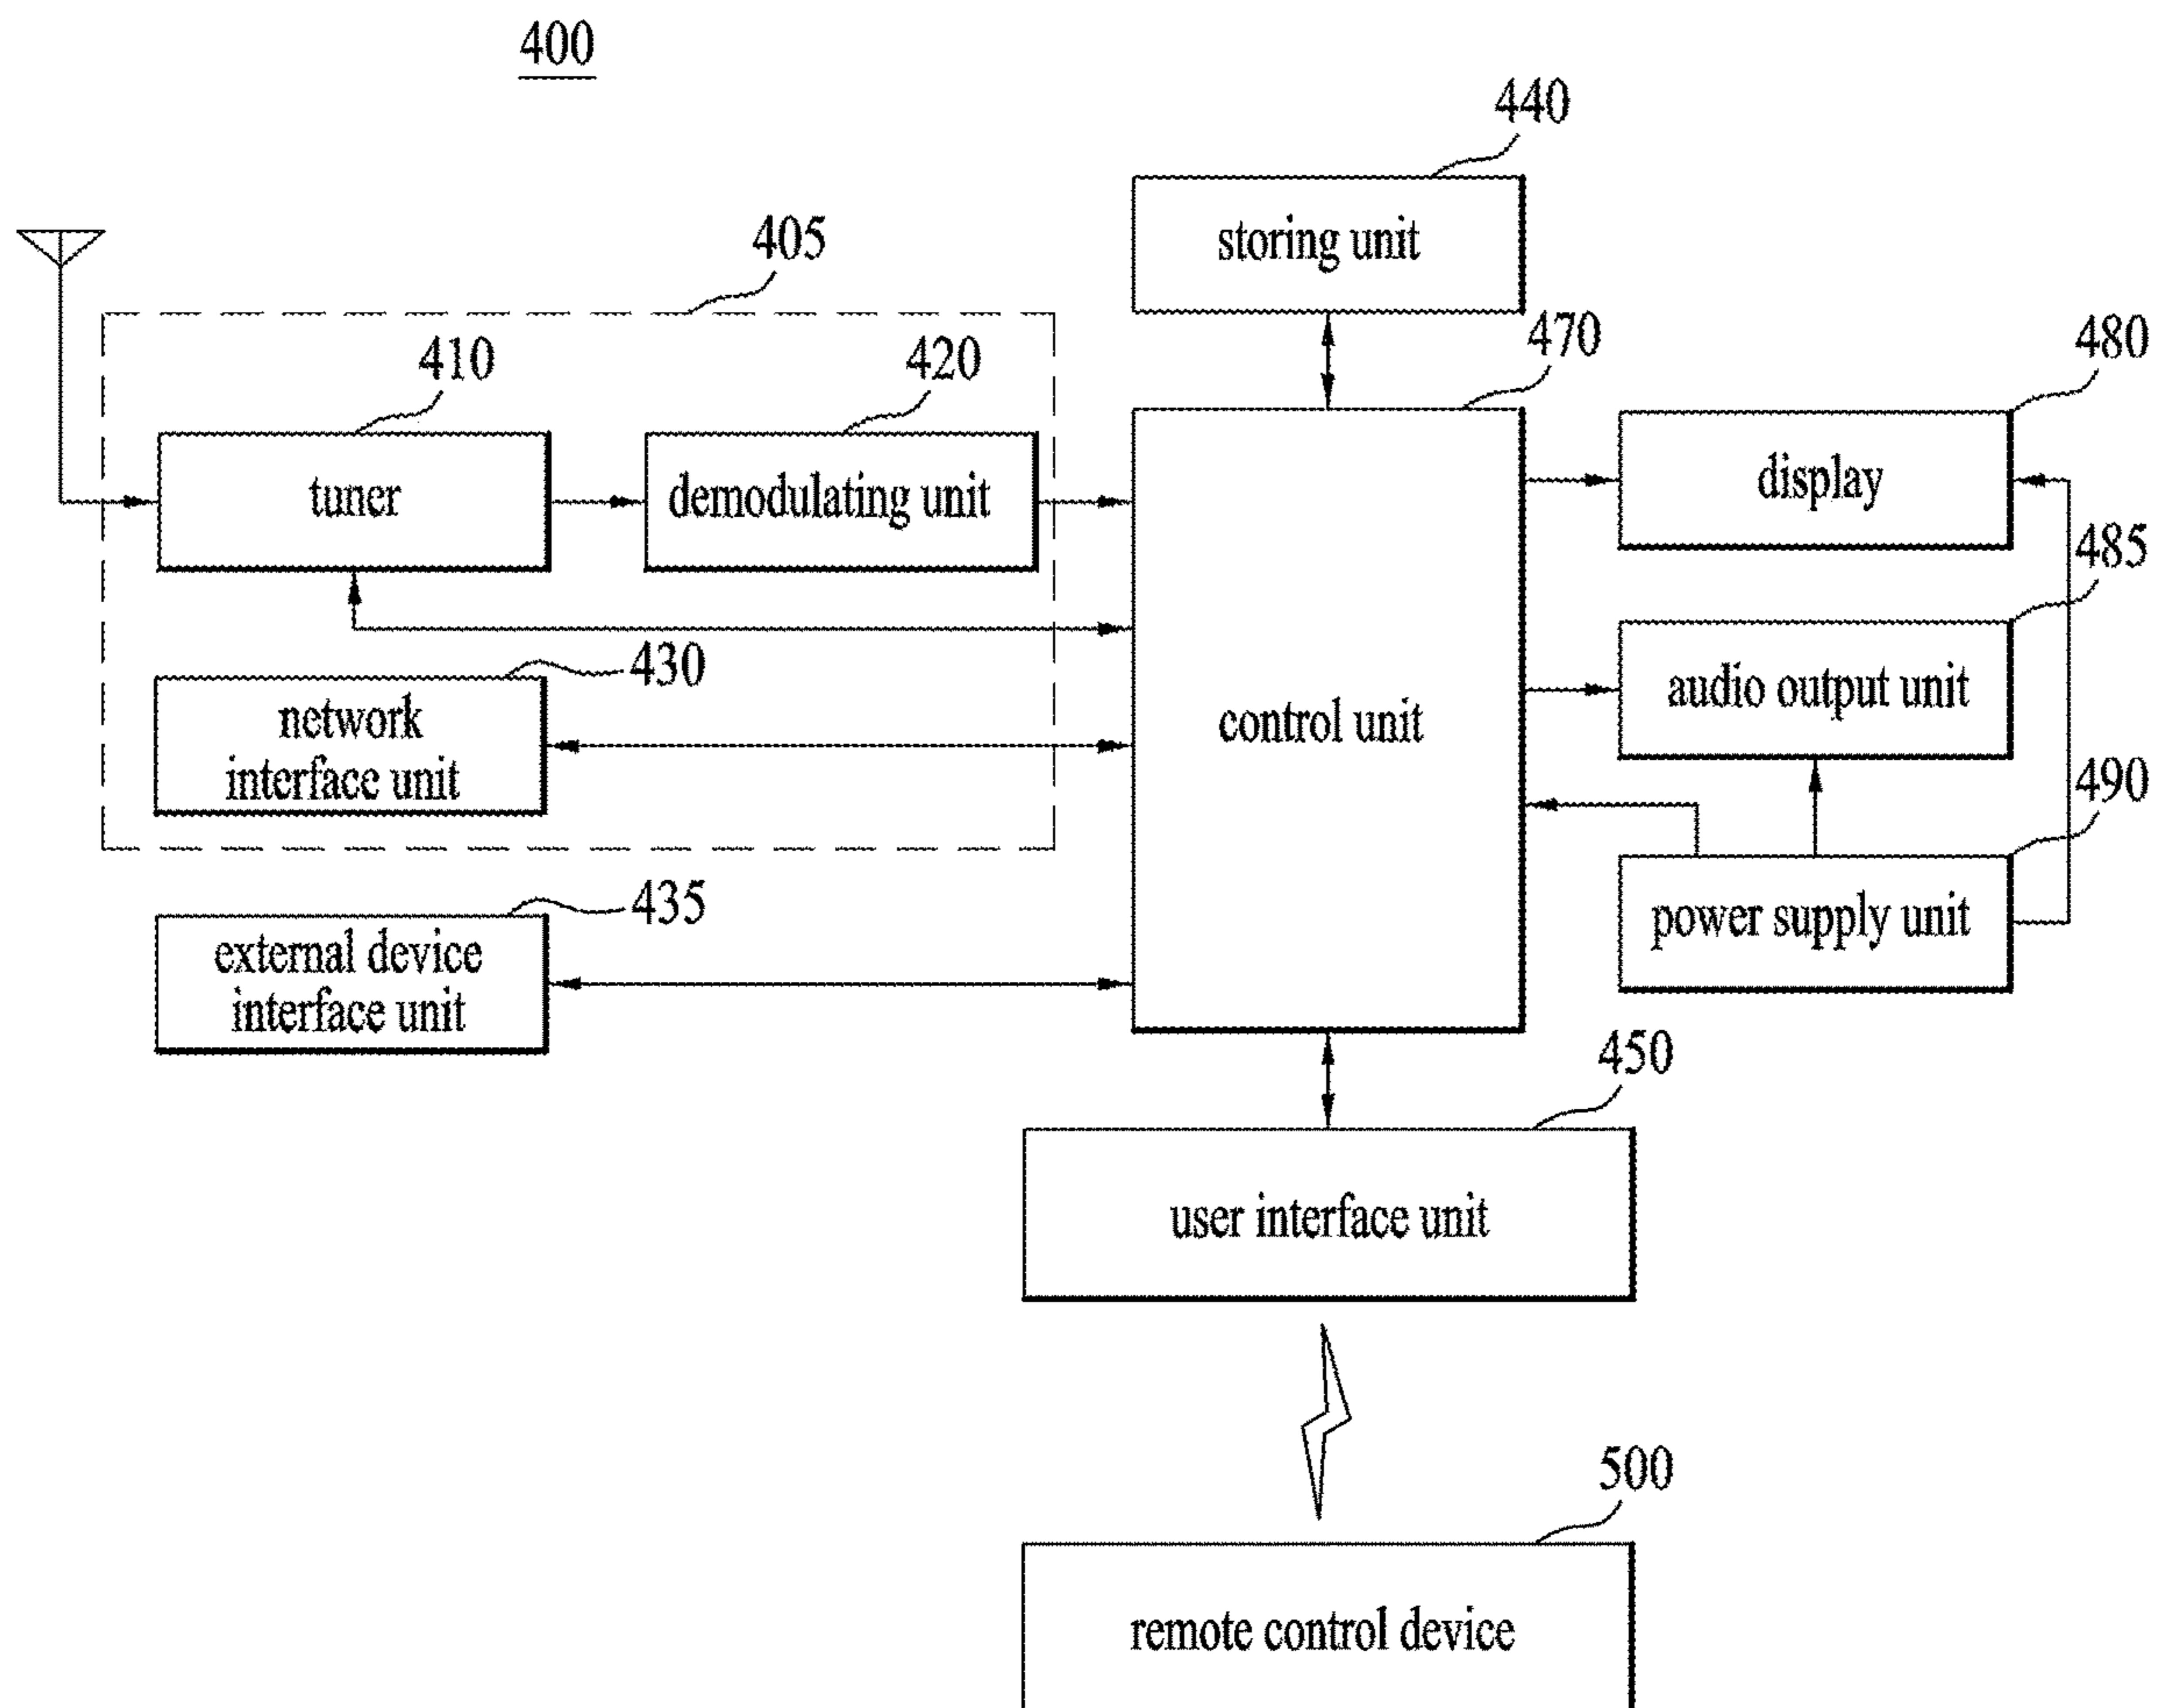 400
440
storing unit
405
410
420
470
480
tuner
demodulating unit
display
485
430
network
interface unit
control unit
audio output unit
490
435
external device
interface unit
power supply unit
450
user interface unit
500
remote control device